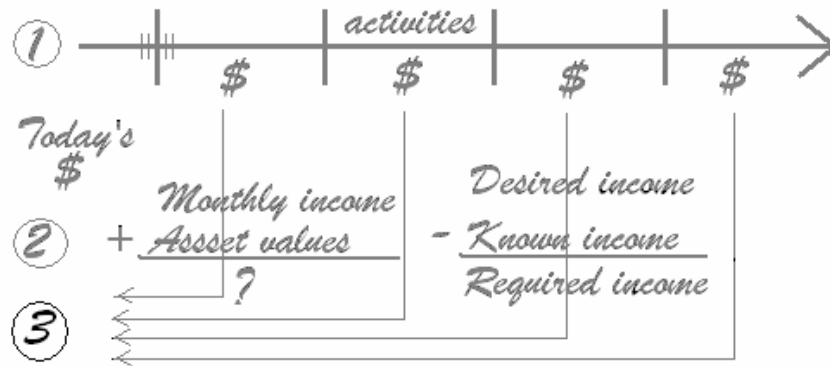 1 activities
$ $ $ $
Today's
$
Monthly income
2 + Assset values
?
Desired income
- Known income
Required income
3